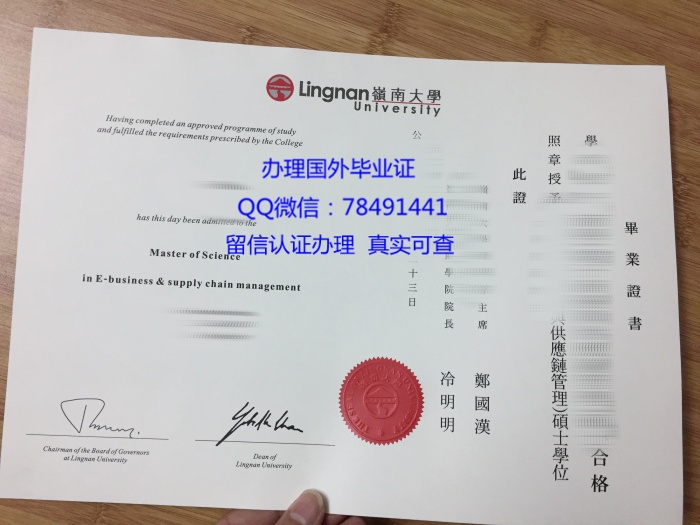 Lingnan 嶺南大學
University
Having completed an approved programme of study
and fulfilled the requirements prescribed by the College
办理国外毕业证
QQ微信：78491441
has this day been admitted to the
留信认证办理 真实可查
Master of Science
in E-business & supply chain management
Chairman of the Board of Governors
at Lingnan University
Dean of
Lingnan University
畢業證書
學 合格
照章授予 供應鏈管理)碩士學位
此證
主席 鄭國漢
學院院長 冷明明
公 十三日